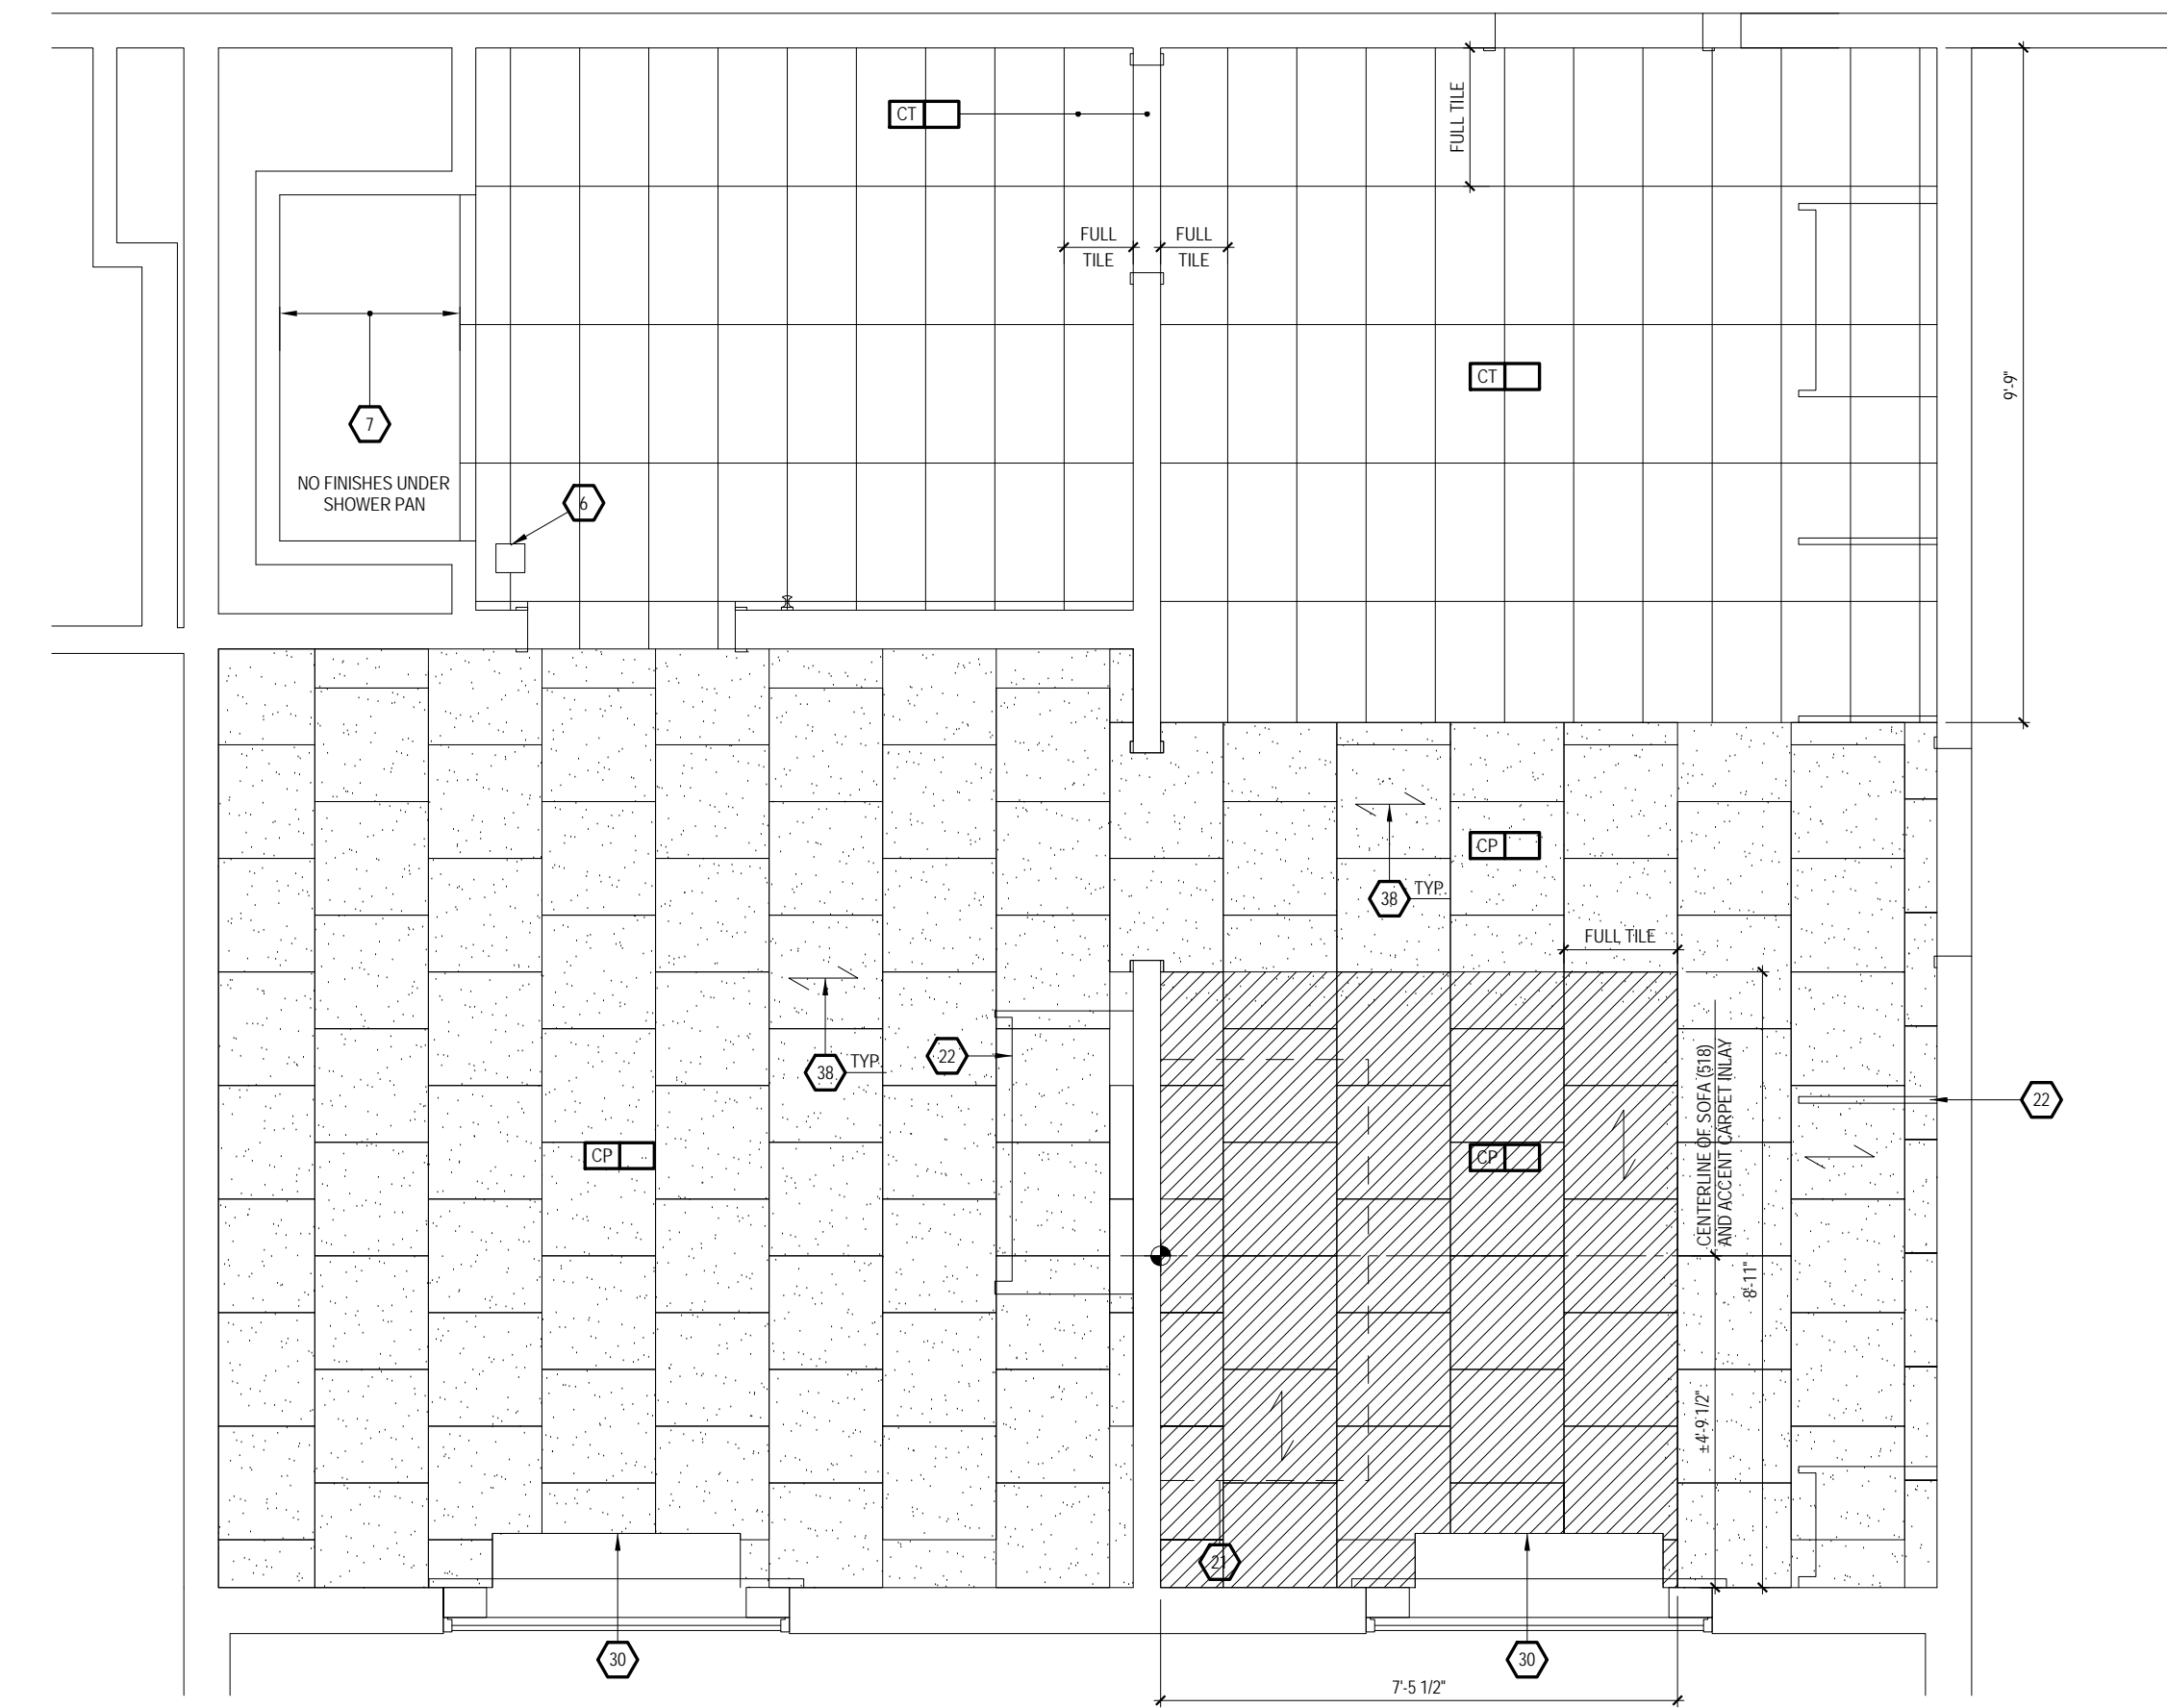 CT
FULL TILE
FULL
TILE
FULL
TILE
9'-9"
CT
7
NO FINISHES UNDER
SHOWER PAN
6
CP
38
TYP.
FULL TILE
22
38
TYP.
CENTERLINE OF SOFA (518)
AND ACCENT CARPET INLAY
22
CP
CP
8'-11"
±4'-9 1/2"
21
30
30
7'-5 1/2"